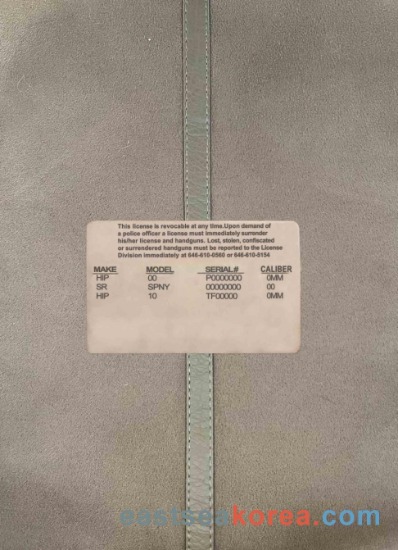 This license is revocable at any time.Upon demand of
a police officer a license must immediately surrender
his/her license and handguns. Lost, stolen, confiscated
or surrendered handguns must be reported to the License
Division immediately at 646-610-0560 or 646-610-5154
MAKE MODEL SERIAL# CALIBER
HIP 00 P0000000 0MM
SR SPNY 00000000 00
HIP 10 TF00000 0MM
eastseakorea.com